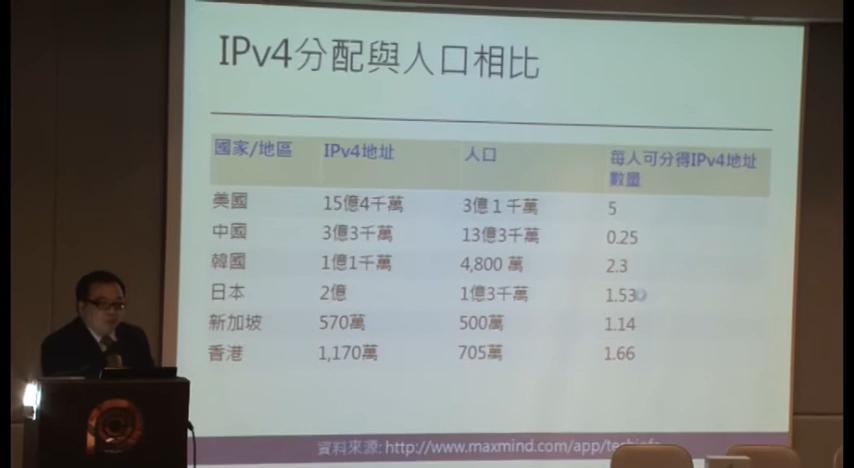 IPv4分配與人口相比
國家/地區 IPv4地址 人口 每人可分得IPv4地址
數量
美國 15億4千萬 3億1千萬 5
中國 3億3千萬 13億3千萬 0.25
韓國 1億1千萬 4,800 萬 2.3
日本 2億 1億3千萬 1.53
新加坡 570萬 500萬 1.14
香港 1,170萬 705萬 1.66
資料來源: http://www.maxmind.com/app/techinfo